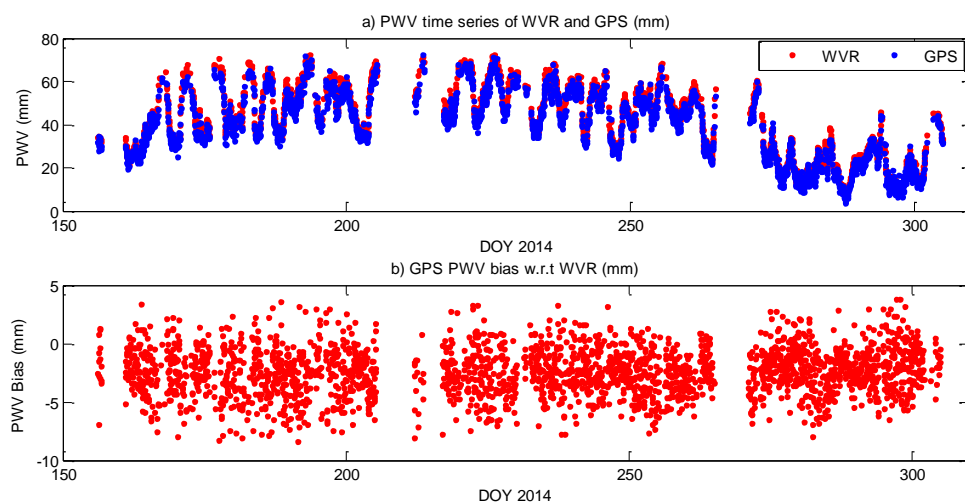 a) PWV time series of WVR and GPS (mm)
80
60
40
20
0
PWV (mm)
WVR GPS
150 200 250 300
DOY 2014
b) GPS PWV bias w.r.t WVR (mm)
5
0
-5
-10
PWV Bias (mm)
150 200 250 300
DOY 2014